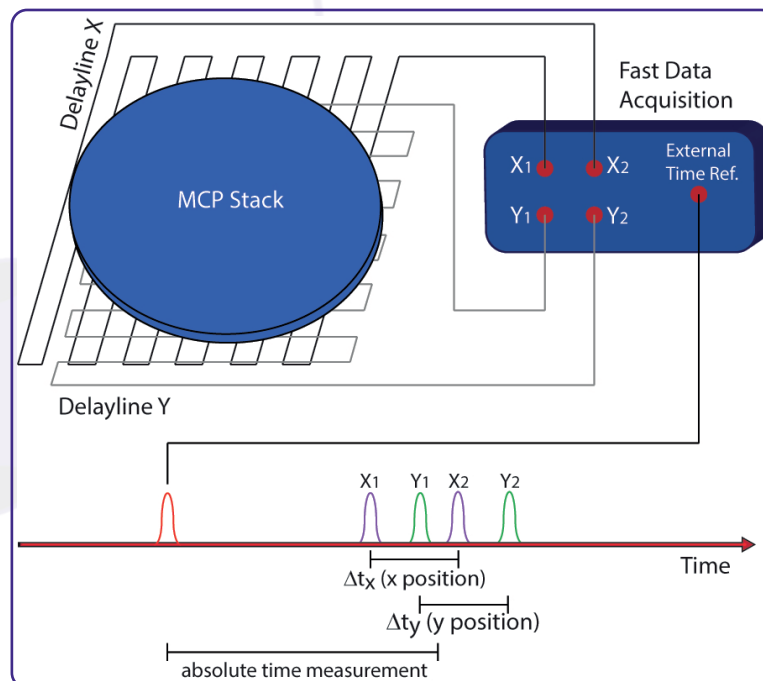 Delayline X
Fast Data
Acquisition
MCP Stack
X1
X2
External
Time Ref.
Y1
Y2
Delayline Y
X1
Y1
X2
Y2
Time
Δtx (x position)
Δty (y position)
absolute time measurement